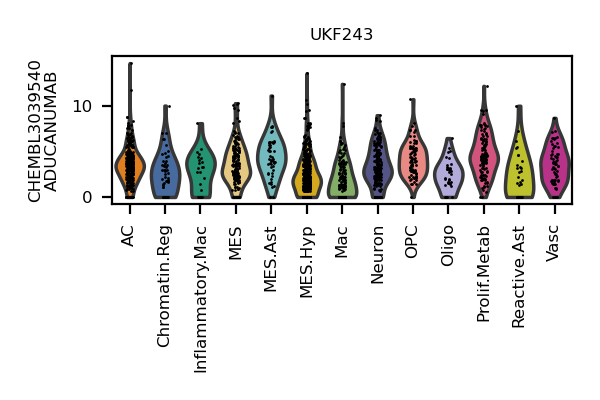 UKF243
CHEMBL3039540
ADUCANUMAB
10
0
AC
Chromatin.Reg
Inflammatory.Mac
MES
MES.Ast
MES.Hyp
Mac
Neuron
OPC
Oligo
Prolif.Metab
Reactive.Ast
Vasc